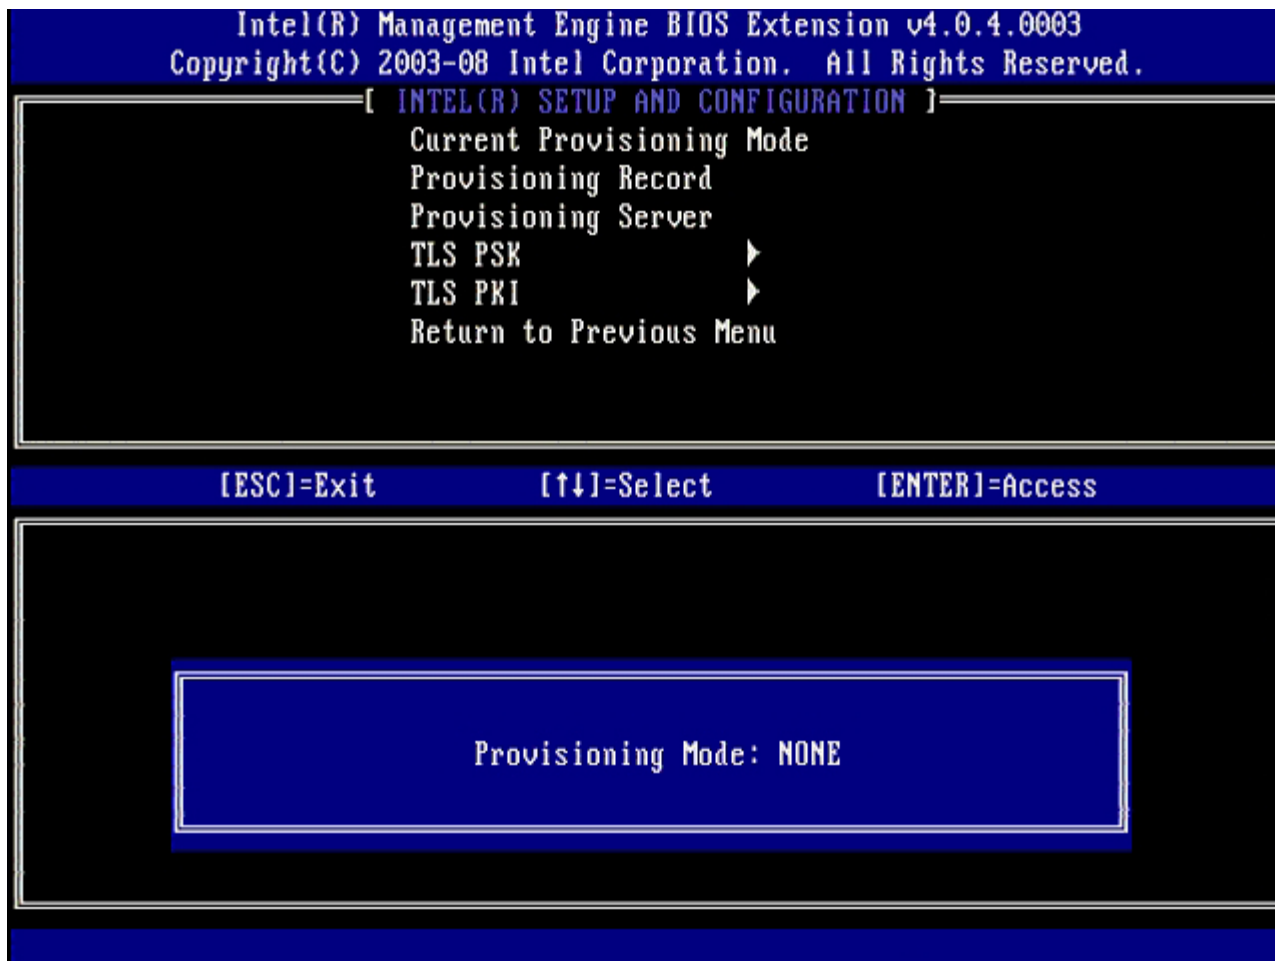 Intel(R) Management Engine BIOS Extension v4.0.4.0003
Copyright(C) 2003-08 Intel Corporation. All Rights Reserved.
[ INTEL(R) SETUP AND CONFIGURATION ]
Current Provisioning Mode
Provisioning Record
Provisioning Server
TLS PSK
TLS PKI
Return to Previous Menu
[ESC]=Exit [↑↓]=Select [ENTER]=Access
Provisioning Mode: NONE